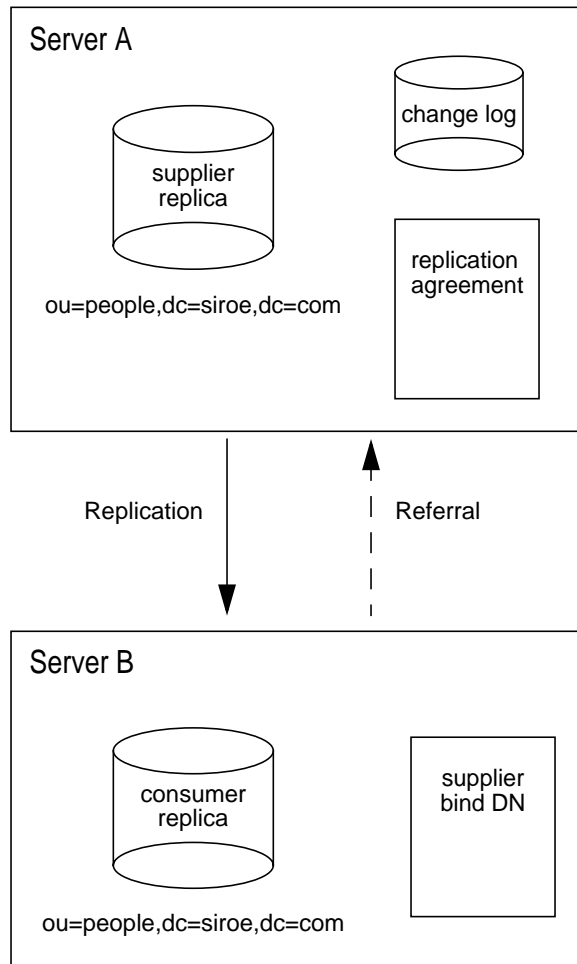 Server A
change log
supplier
replica
replication
agreement
ou=people,dc=siroe,dc=com
Replication
Referral
Server B
consumer
replica
supplier
bind DN
ou=people,dc=siroe,dc=com